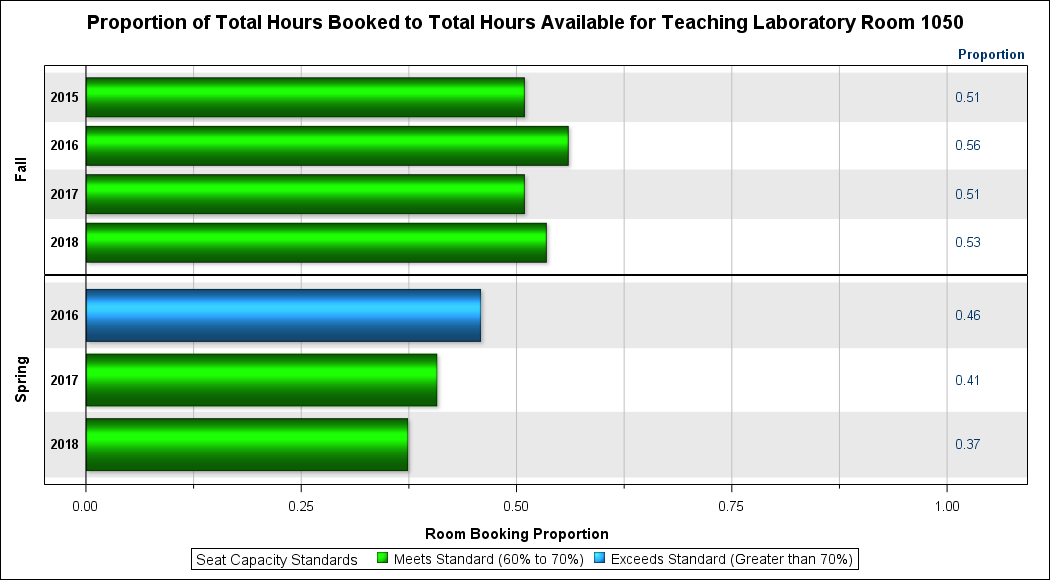 Proportion of Total Hours Booked to Total Hours Available for Teaching Laboratory Room 1050
Proportion
Fall
2015 0.51
2016 0.56
2017 0.51
2018 0.53
Spring
2016 0.46
2017 0.41
2018 0.37
0.00 0.25 0.50 0.75 1.00
Room Booking Proportion
Seat Capacity Standards Meets Standard (60% to 70%) Exceeds Standard (Greater than 70%)